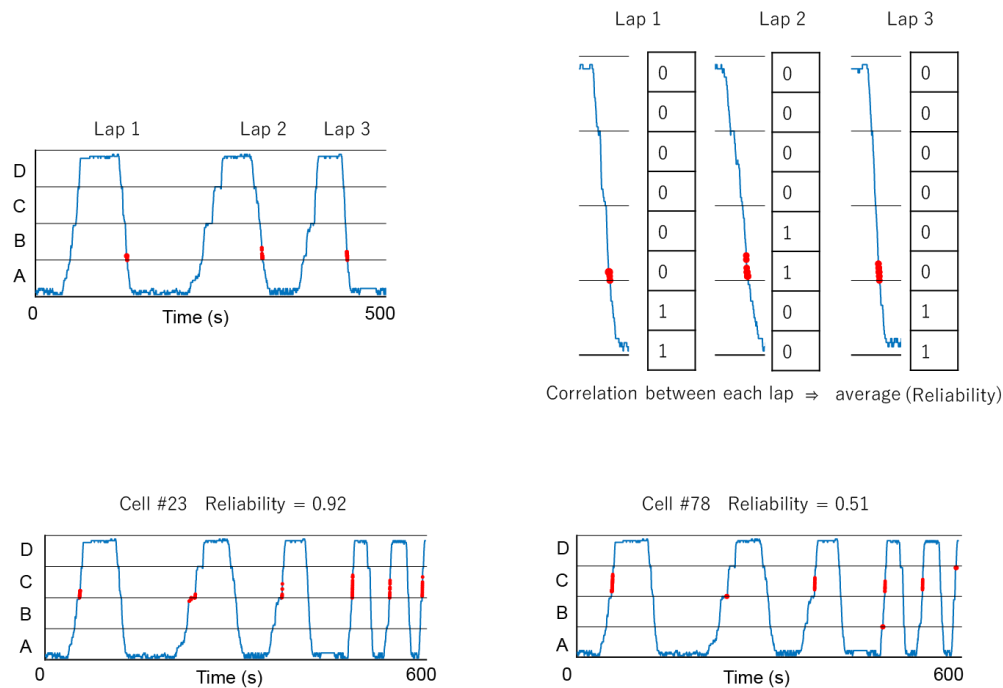 Lap 1 Lap 2 Lap 3
D
C
B
A
0 500
Time (s)
Lap 1 Lap 2 Lap 3
0 0 0
0 0 0
0 0 0
0 0 0
0 1 0
0 1 0
1 0 1
1 0 1
Correlation between each lap ⇒ average (Reliability)
Cell #23 Reliability = 0.92
D
C
B
A
0 600
Time (s)
Cell #78 Reliability = 0.51
D
C
B
A
0 600
Time (s)